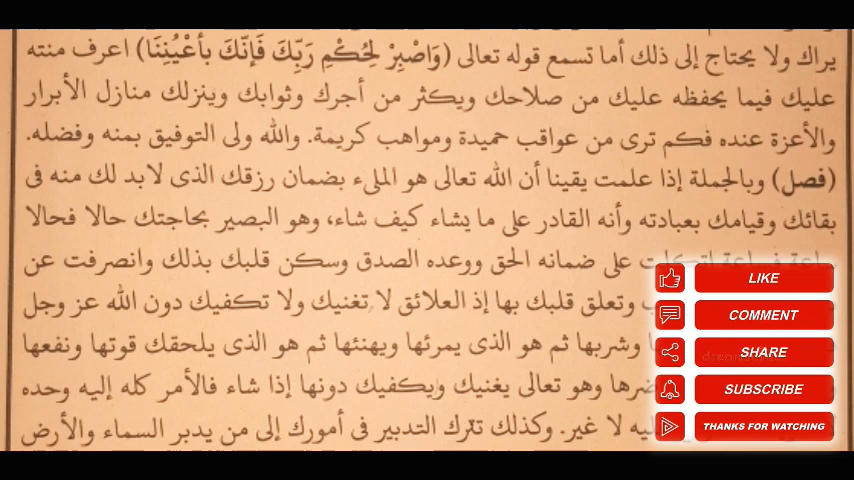 يراك ولا يحتاج إلى ذلك أما تسمع قوله تعالى (وَاصْبِرْ لِحُكْمِ رَبِّكَ فَإِنَّكَ بِأَعْيُنِنَا) اعرف منته
عليك فيما يحفظه عليك من صلاحك ويكثر من أجرك وثوابك وينزلك منازل الأبرار
والأعزة عنده فكم ترى من عواقب حميدة ومواهب كريمة. والله ولى التوفيق بمنه وفضله.
(فصل) وبالجملة إذا علمت يقينا أن الله تعالى هو الملىء بضمان رزقك الذى لابد لك منه فى
بقائك وقيامك بعبادته وأنه القادر على ما يشاء كيف شاء، وهو البصير بحاجتك حالا فحالا
على ضمانه الحق ووعده الصدق وسكن قلبك بذلك وانصرفت عن
وتعلق قلبك بها إذ العلائق لا تغنيك ولا تكفيك دون الله عز وجل
وشربها ثم هو الذى يمرئها ويهنئها ثم هو الذى يلحقك قوتها ونفعها
وهو تعالى يغنيك ويكفيك دونها إذا شاء فالأمر كله إليه وحده
لا غير. وكذلك تترك التدبير فى أمورك إلى من يدبر السماء والأرض
LIKE
COMMENT
SHARE
SUBSCRIBE
THANKS FOR WATCHING